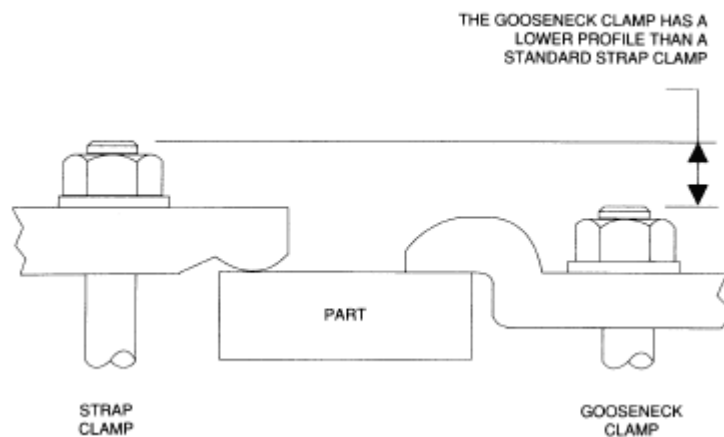 THE GOOSENECK CLAMP HAS A
LOWER PROFILE THAN A
STANDARD STRAP CLAMP
PART
STRAP
CLAMP
GOOSENECK
CLAMP